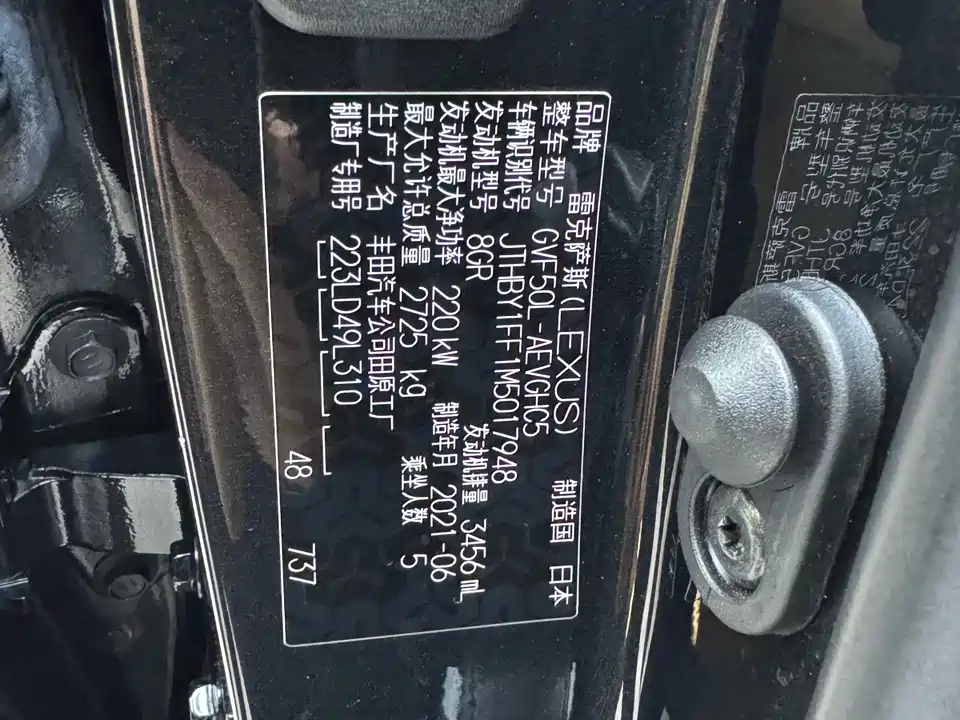 品牌 雷克萨斯(LEXUS) 制造国 日本
整车型号 GVF50L-AEVGHC5
车辆识别代号 JTHBY1FF1M5017948
发动机型号 8GR 发动机排量 3456 mL
发动机最大净功率 220 kW 制造年月 2021-06
最大允许总质量 2725 kg 乘坐人数 5
生产厂名 丰田汽车公司田原工厂
制造厂专用号 223LD49L310
48 737